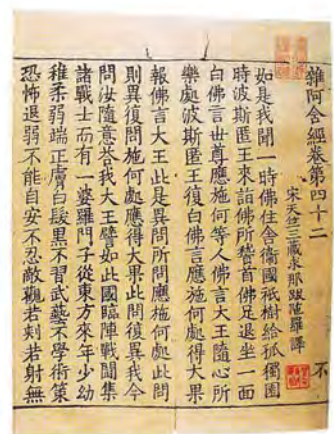 雜阿含經卷第四十二 不
宋天竺三藏求那跋陀羅譯
如是我聞一時佛住舍衛國祇樹給孤獨園
時波斯匿王來詣佛所稽首佛足退坐一面
白佛言世尊應施何等人佛言大王隨心所
樂處波斯匿王復白佛言應施何處得大果
報佛言大王此是異問所問應施何處此問
則異復問施何處應得大果此問復異我今
問汝隨意答我大王譬如此國臨陣戰鬪集
諸戰士而有一婆羅門子從東方來年少幼
稚柔弱端正膚白髮黑不習武藝不學術策
恐怖退弱不能自安不忍敵觀若刺若射無